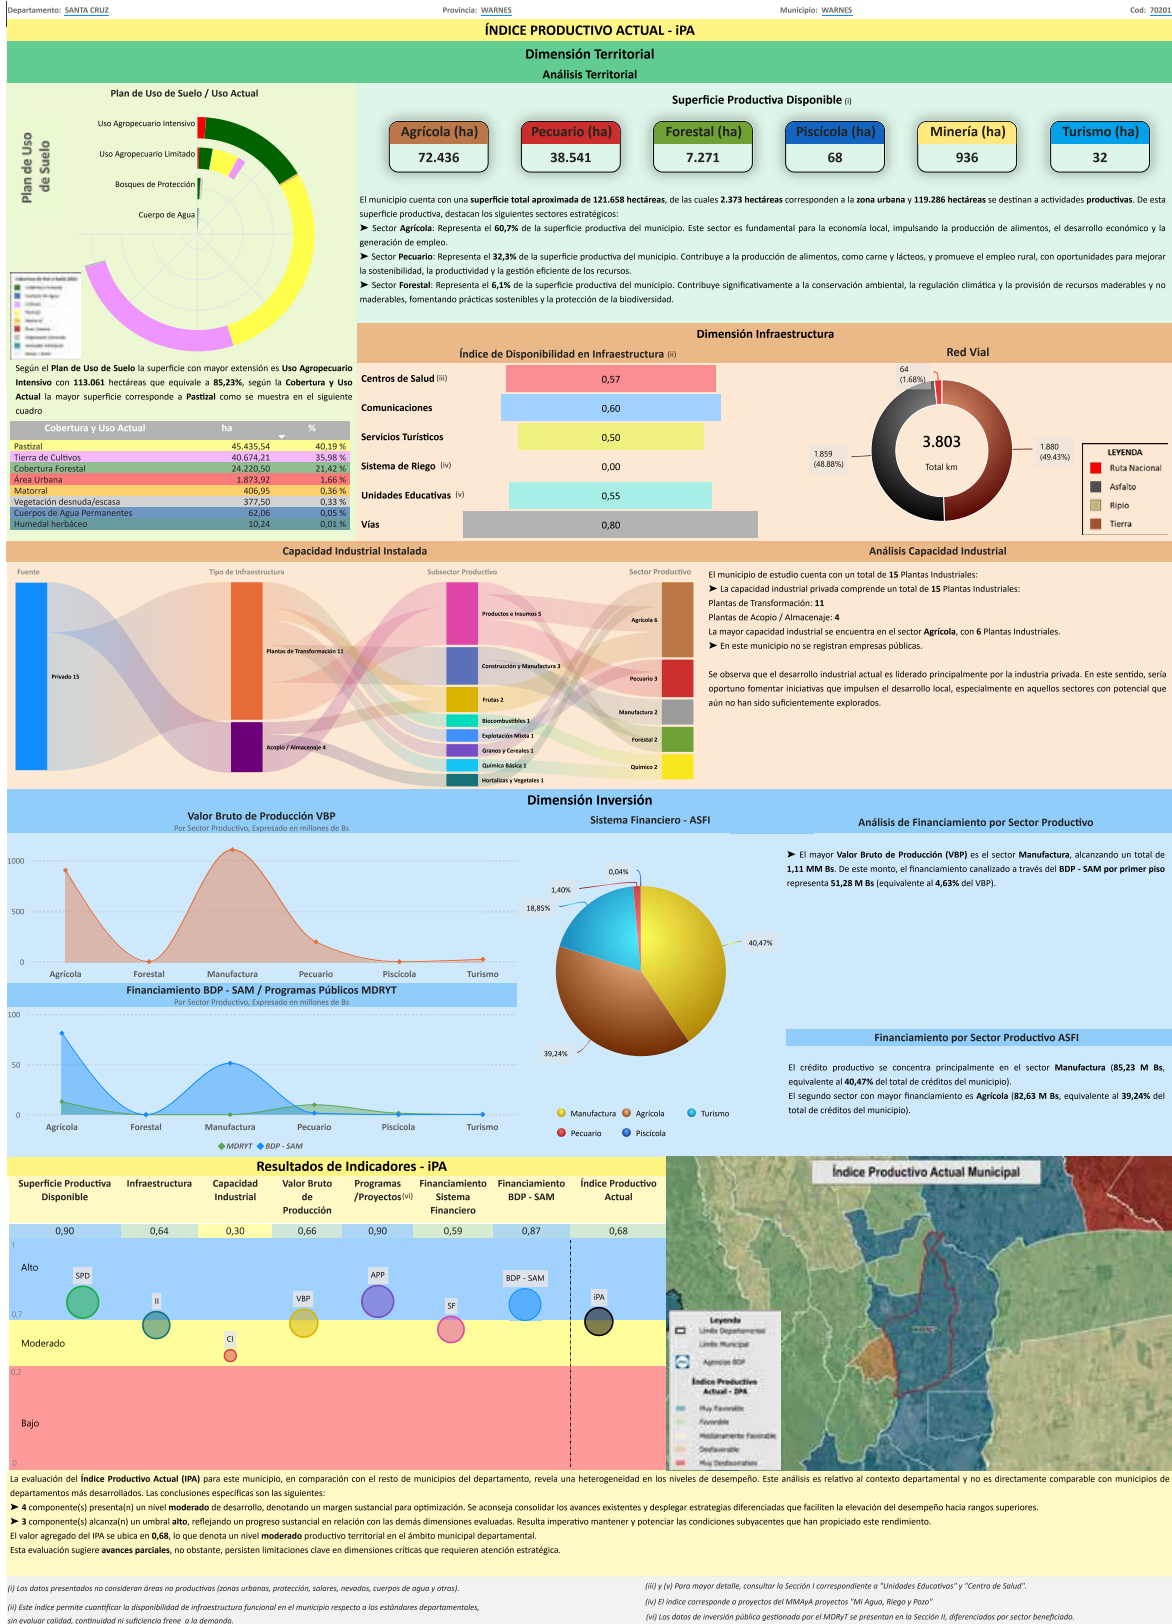 Departamento: SANTA CRUZ Provincia: WARNES Municipio: WARNES Cod: 70201
ÍNDICE PRODUCTIVO ACTUAL - iPA
Dimensión Territorial
Análisis Territorial
Plan de Uso de Suelo / Uso Actual
Plan de Uso
de Suelo
Uso Agropecuario Intensivo
Uso Agropecuario Limitado
Bosques de Protección
Cuerpo de Agua
Según el Plan de Uso de Suelo la superficie con mayor extensión es Uso Agropecuario
Intensivo con 113.061 hectáreas que equivale a 85,23%, según la Cobertura y Uso
Actual la mayor superficie corresponde a Pastizal como se muestra en el siguiente
cuadro
Cobertura y Uso Actual ha %
Pastizal 45.435,54 40,19 %
Tierra de Cultivos 40.674,21 35,98 %
Cobertura Forestal 24.220,50 21,42 %
Área Urbana 1.873,92 1,66 %
Matorral 406,95 0,36 %
Vegetación desnuda/escasa 377,50 0,33 %
Cuerpos de Agua Permanentes 62,06 0,05 %
Humedal herbáceo 10,24 0,01 %
Superficie Productiva Disponible (i)
Agrícola (ha) Pecuario (ha) Forestal (ha) Piscícola (ha) Minería (ha) Turismo (ha)
72.436 38.541 7.271 68 936 32
El municipio cuenta con una superficie total aproximada de 121.658 hectáreas, de las cuales 2.373 hectáreas corresponden a la zona urbana y 119.286 hectáreas se destinan a actividades productivas. De esta
superficie productiva, destacan los siguientes sectores estratégicos:
➤ Sector Agrícola: Representa el 60,7% de la superficie productiva del municipio. Este sector es fundamental para la economía local, impulsando la producción de alimentos, el desarrollo económico y la
generación de empleo.
➤ Sector Pecuario: Representa el 32,3% de la superficie productiva del municipio. Contribuye a la producción de alimentos, como carne y lácteos, y promueve el empleo rural, con oportunidades para mejorar
la sostenibilidad, la productividad y la gestión eficiente de los recursos.
➤ Sector Forestal: Representa el 6,1% de la superficie productiva del municipio. Contribuye significativamente a la conservación ambiental, la regulación climática y la provisión de recursos maderables y no
maderables, fomentando prácticas sostenibles y la protección de la biodiversidad.
Dimensión Infraestructura
Índice de Disponibilidad en Infraestructura (ii)
Centros de Salud (iii) 0,57
Comunicaciones 0,60
Servicios Turísticos 0,50
Sistema de Riego (iv) 0,00
Unidades Educativas (v) 0,55
Vías 0,80
Red Vial
64
(1.68%)
1.859
(48.88%)
3.803
Total km
1.880
(49.43%)
LEYENDA
Ruta Nacional
Asfalto
Ripio
Tierra
Capacidad Industrial Instalada
Fuente Tipo de Infraestructura Subsector Productivo Sector Productivo
Privado 15
Plantas de Transformación 11
Acopio / Almacenaje 4
Productos e Insumos 5
Construcción y Manufactura 3
Frutas 2
Biocombustibles 1
Explotación Mixta 1
Granos y Cereales 1
Química Básica 1
Hortalizas y Vegetales 1
Agrícola 6
Pecuario 3
Manufactura 2
Forestal 2
Químico 2
Análisis Capacidad Industrial
El municipio de estudio cuenta con un total de 15 Plantas Industriales:
➤ La capacidad industrial privada comprende un total de 15 Plantas Industriales:
Plantas de Transformación: 11
Plantas de Acopio / Almacenaje: 4
La mayor capacidad industrial se encuentra en el sector Agrícola, con 6 Plantas Industriales.
➤ En este municipio no se registran empresas públicas.
Se observa que el desarrollo industrial actual es liderado principalmente por la industria privada. En este sentido, sería
oportuno fomentar iniciativas que impulsen el desarrollo local, especialmente en aquellos sectores con potencial que
aún no han sido suficientemente explorados.
Dimensión Inversión
Valor Bruto de Producción VBP
Por Sector Productivo, Expresado en millones de Bs
1000
500
0
Agrícola Forestal Manufactura Pecuario Piscícola Turismo
Financiamiento BDP - SAM / Programas Públicos MDRYT
Por Sector Productivo, Expresado en millones de Bs
100
50
0
Agrícola Forestal Manufactura Pecuario Piscícola Turismo
MDRYT BDP - SAM
Sistema Financiero - ASFI
0,04%
1,40%
18,85%
40,47%
39,24%
Manufactura Agrícola Turismo
Pecuario Piscícola
Análisis de Financiamiento por Sector Productivo
➤ El mayor Valor Bruto de Producción (VBP) es el sector Manufactura, alcanzando un total de
1,11 MM Bs. De este monto, el financiamiento canalizado a través del BDP - SAM por primer piso
representa 51,28 M Bs (equivalente al 4,63% del VBP).
Financiamiento por Sector Productivo ASFI
El crédito productivo se concentra principalmente en el sector Manufactura (85,23 M Bs,
equivalente al 40,47% del total de créditos del municipio).
El segundo sector con mayor financiamiento es Agrícola (82,63 M Bs, equivalente al 39,24% del
total de créditos del municipio).
Resultados de Indicadores - iPA
Superficie Productiva Disponible Infraestructura Capacidad Industrial Valor Bruto de Producción Programas /Proyectos(vi) Financiamiento Sistema Financiero Financiamiento BDP - SAM Índice Productivo Actual
0,90 0,64 0,30 0,66 0,90 0,59 0,87 0,68
1
Alto
0,7
Moderado
0,2
Bajo
0
SPD
II
CI
VBP
APP
SF
BDP - SAM
iPA
Índice Productivo Actual Municipal
Leyenda
Límite Departamental
Límite Municipal
Agencias BDP
Índice Productivo
Actual - IPA
Muy Favorable
Favorable
Medianamente Favorable
Desfavorable
Muy Desfavorables
La evaluación del Índice Productivo Actual (IPA) para este municipio, en comparación con el resto de municipios del departamento, revela una heterogeneidad en los niveles de desempeño. Este análisis es relativo al contexto departamental y no es directamente comparable con municipios de
departamentos más desarrollados. Las conclusiones específicas son las siguientes:
➤ 4 componente(s) presenta(n) un nivel moderado de desarrollo, denotando un margen sustancial para optimización. Se aconseja consolidar los avances existentes y desplegar estrategias diferenciadas que faciliten la elevación del desempeño hacia rangos superiores.
➤ 3 componente(s) alcanza(n) un umbral alto, reflejando un progreso sustancial en relación con las demás dimensiones evaluadas. Resulta imperativo mantener y potenciar las condiciones subyacentes que han propiciado este rendimiento.
El valor agregado del IPA se ubica en 0,68, lo que denota un nivel moderado productivo territorial en el ámbito municipal departamental.
Esta evaluación sugiere avances parciales, no obstante, persisten limitaciones clave en dimensiones críticas que requieren atención estratégica.
(i) Los datos presentados no consideran áreas no productivas (zonas urbanas, protección, salares, nevados, cuerpos de agua y otras).
(ii) Este índice permite cuantificar la disponibilidad de infraestructura funcional en el municipio respecto a los estándares departamentales,
sin evaluar calidad, continuidad ni suficiencia frente a la demanda.
(iii) y (v) Para mayor detalle, consultar la Sección I correspondiente a "Unidades Educativas" y "Centro de Salud".
(iv) El índice corresponde a proyectos del MMAyA proyectos "Mi Agua, Riego y Pozo"
(vi) Los datos de inversión pública gestionada por el MDRyT se presentan en la Sección II, diferenciados por sector beneficiado.